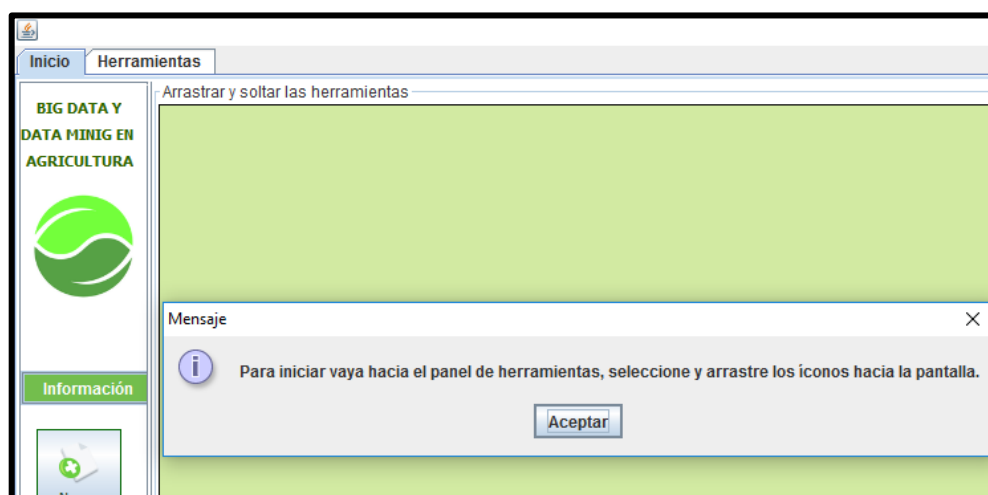 Inicio
Herramientas
BIG DATA Y
DATA MINIG EN
AGRICULTURA
Arrastrar y soltar las herramientas
Mensaje
Para iniciar vaya hacia el panel de herramientas, seleccione y arrastre los íconos hacia la pantalla.
Aceptar
Información